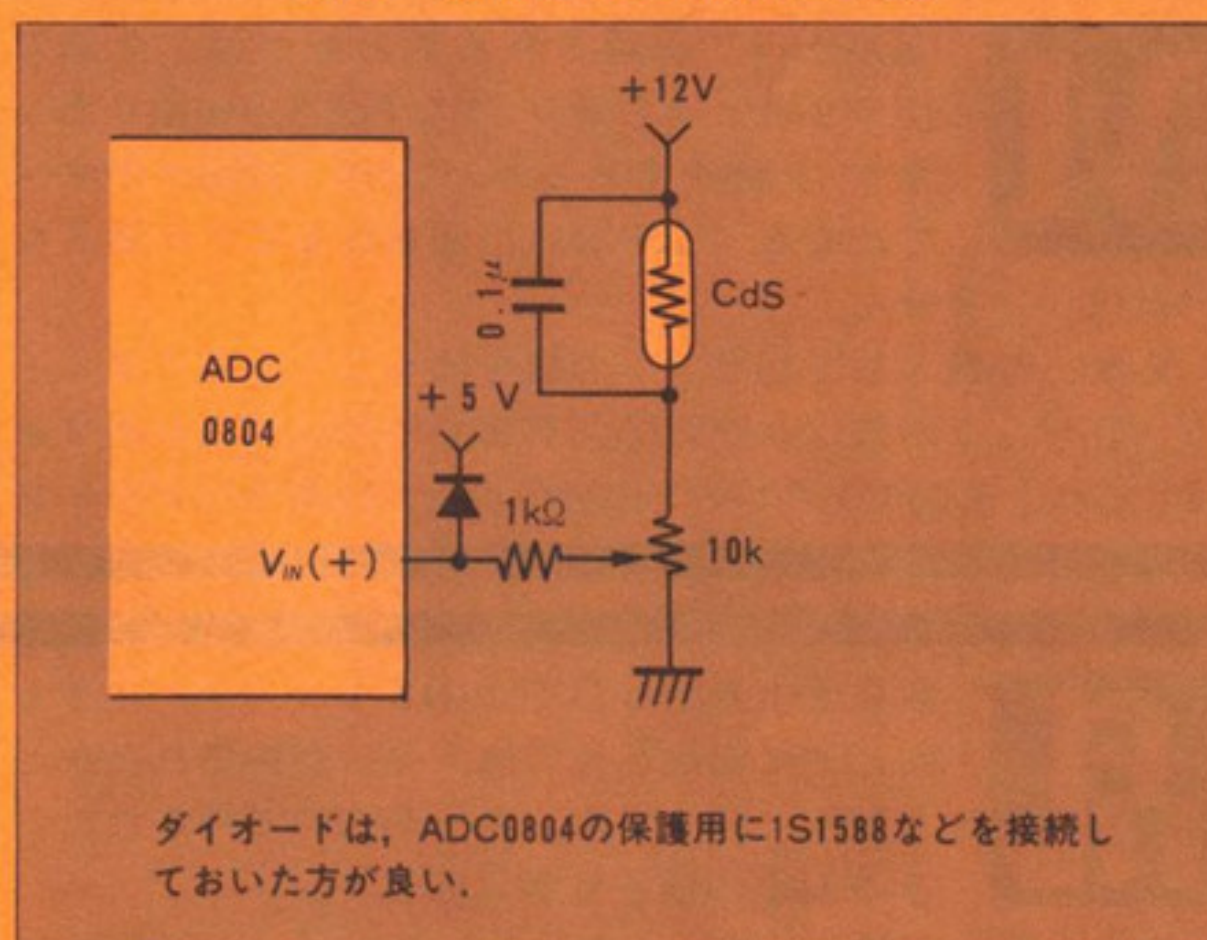 +12V
0.1μ
CdS
ADC
0804
+5V
1kΩ
VIN(+)
10k
ダイオードは，ADC0804の保護用に1S1588などを接続し
ておいた方が良い．